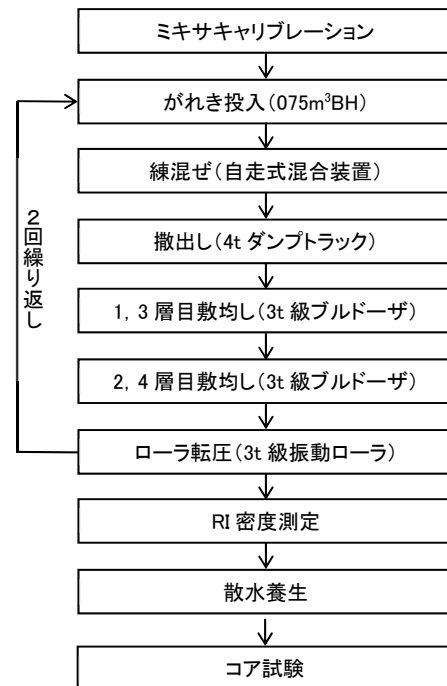 ミキサキャリブレーション
がれき投入(075m³BH)
練混ぜ(自走式混合装置)
撒出し(4t ダンプトラック)
1, 3 層目敷均し(3t 級ブルドーザ)
2, 4 層目敷均し(3t 級ブルドーザ)
ローラ転圧(3t 級振動ローラ)
2回繰り返し
RI 密度測定
散水養生
コア試験